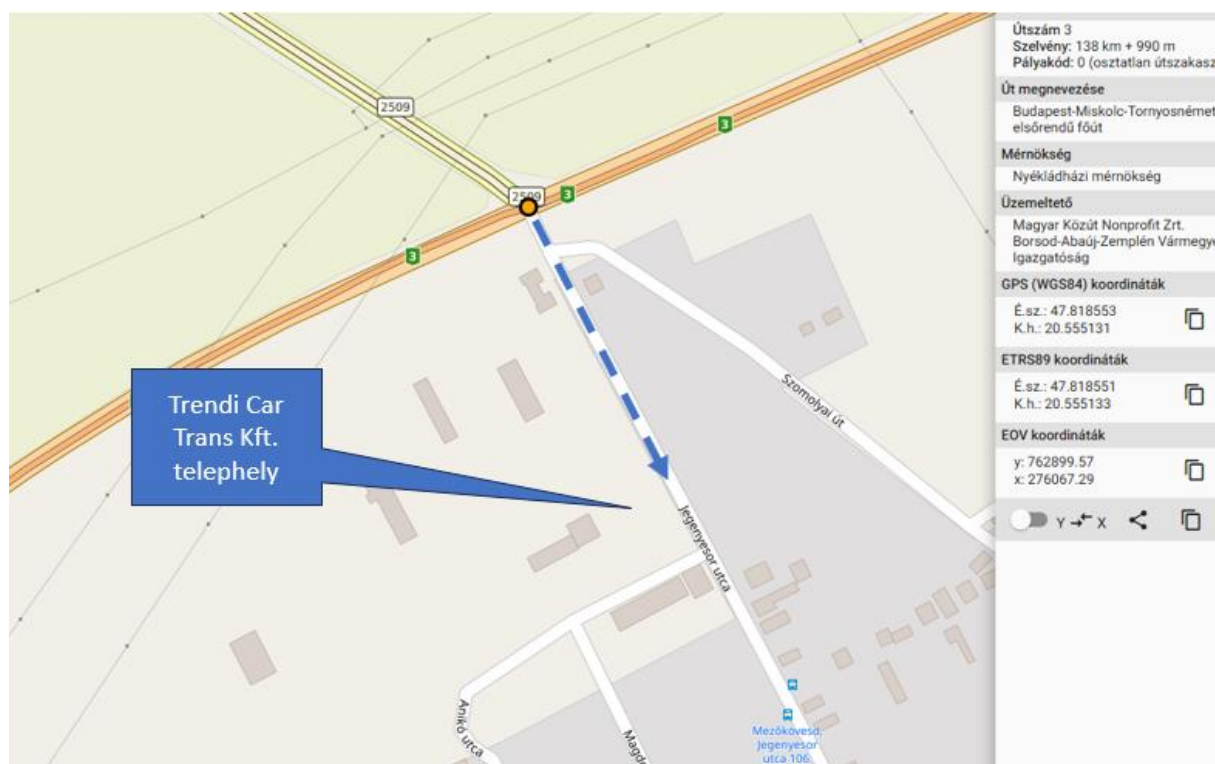 2509
3
2509
3
3
Trendi Car
Trans Kft.
telephely
Szomolyai út
Jegenyesor utca
Anikó utca
Mezőkövesd,
Jegenyesor
utca 106.
Útszám 3
Szelvény: 138 km + 990 m
Pályakód: 0 (osztatlan útszakasz
Út megnevezése
Budapest-Miskolc-Tornyosnémet
elsőrendű főút
Mérnökség
Nyékládházi mérnökség
Üzemeltető
Magyar Közút Nonprofit Zrt.
Borsod-Abaúj-Zemplén Vármegye
Igazgatóság
GPS (WGS84) koordináták
É.sz.: 47.818553
K.h.: 20.555131
ETRS89 koordináták
É.sz.: 47.818551
K.h.: 20.555133
EOV koordináták
y: 762899.57
x: 276067.29
Y X